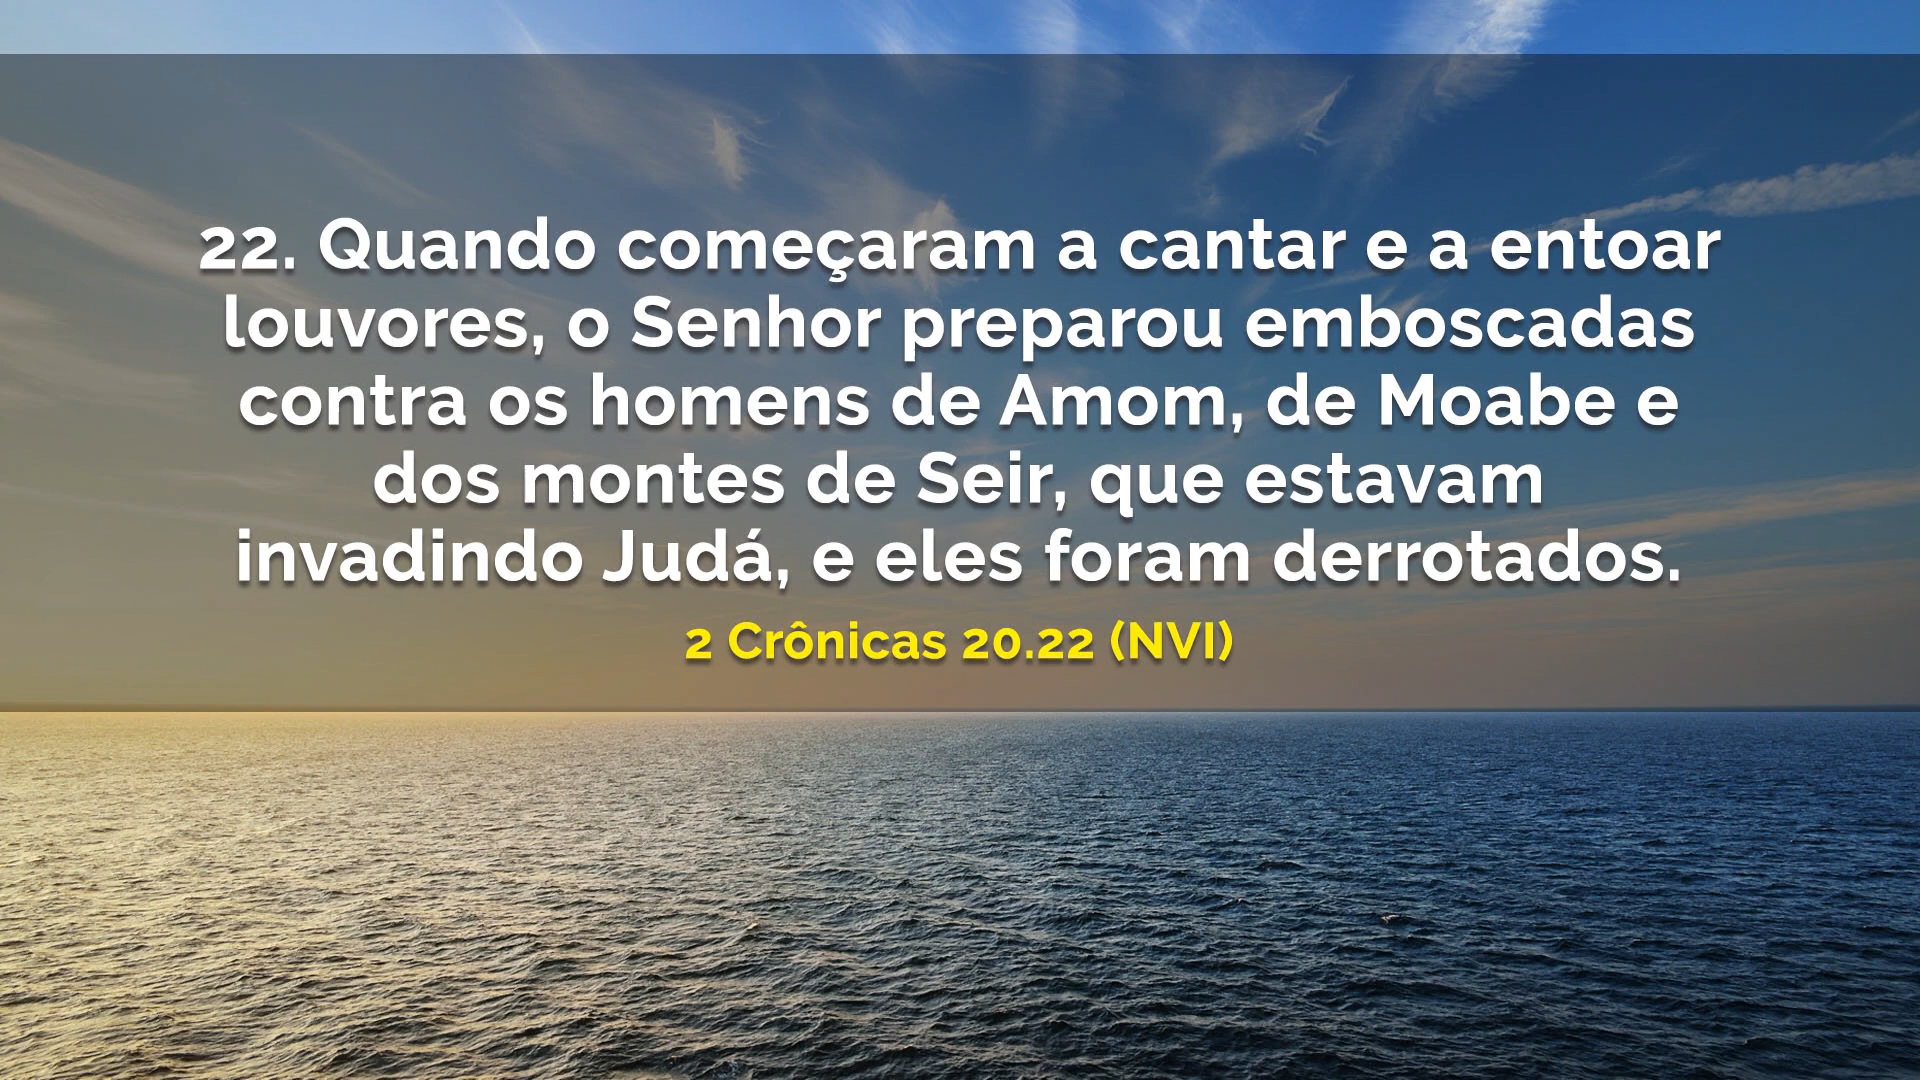 22. Quando começaram a cantar e a entoar
louvores, o Senhor preparou emboscadas
contra os homens de Amom, de Moabe e
dos montes de Seir, que estavam
invadindo Judá, e eles foram derrotados.
2 Crônicas 20.22 (NVI)